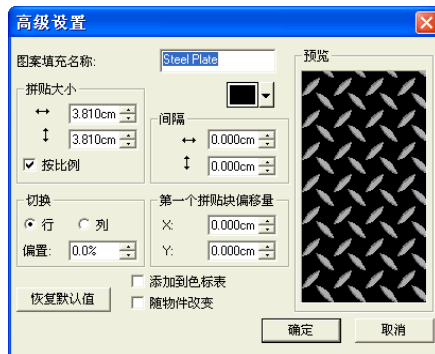 高级设置
图案填充名称: Steel Plate
拼贴大小
3.810cm
3.810cm
按比例
间隔
0.000cm
0.000cm
切换
行 列
偏置: 0.0%
第一个拼贴块偏移量
X: 0.000cm
Y: 0.000cm
恢复默认值
添加到色标表
随物件改变
预览
确定 取消